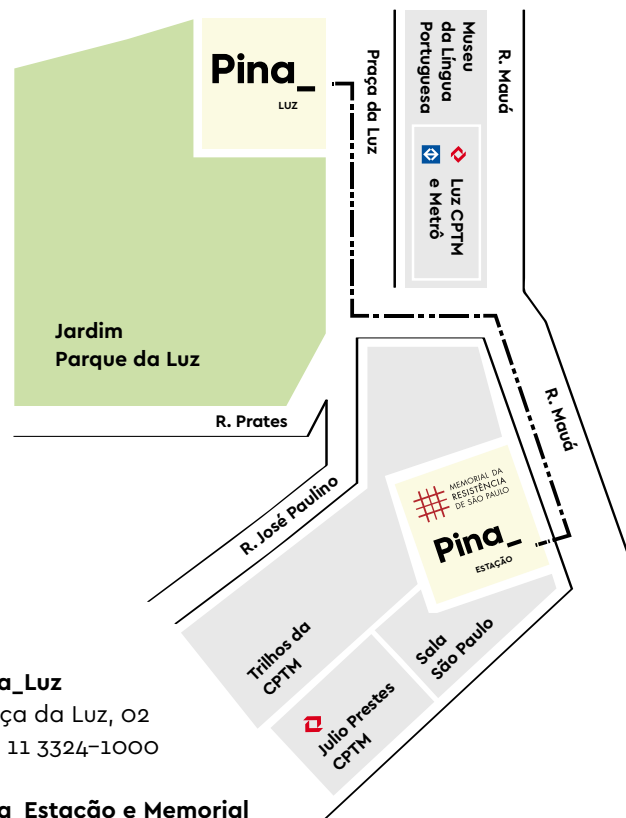 Pina_
LUZ
Praça da Luz
Museu
da Língua
Portuguesa
R. Mauá
Luz CPTM
e Metrô
Jardim
Parque da Luz
R. Prates
R. José Paulino
R. Mauá
MEMORIAL DA
RESISTÊNCIA
DE SÃO PAULO
Pina_
ESTAÇÃO
Trilhos da
CPTM
Sala
São Paulo
Julio Prestes
CPTM
a_Luz
ça da Luz, 02
11 3324–1000
a_Estação e Memorial